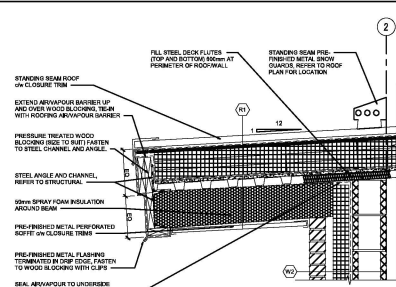 2
FILL STEEL DECK FLUTES
(TOP AND BOTTOM) 600mm AT
PERIMETER OF ROOF/WALL
STANDING SEAM PRE-
FINISHED METAL SNOW
GUARDS, REFER TO ROOF
PLAN FOR LOCATION
STANDING SEAM ROOF
c/w CLOSURE TRIM
EXTEND AIR/VAPOUR BARRIER UP
AND OVER WOOD BLOCKING, TIE-IN
WITH ROOFING AIR/VAPOUR BARRIER
R1
12
1
PRESSURE TREATED WOOD
BLOCKING (SIZE TO SUIT) FASTEN
TO STEEL CHANNEL AND ANGLE.
STEEL ANGLE AND CHANNEL,
REFER TO STRUCTURAL
50mm SPRAY FOAM INSULATION
AROUND BEAM
PRE-FINISHED METAL PERFORATED
SOFFIT c/w CLOSURE TRIMS
PRE-FINISHED METAL FLASHING
TERMINATED IN DRIP EDGE, FASTEN
TO WOOD BLOCKING WITH CLIPS
W2
SEAL AIR/VAPOUR TO UNDERSIDE